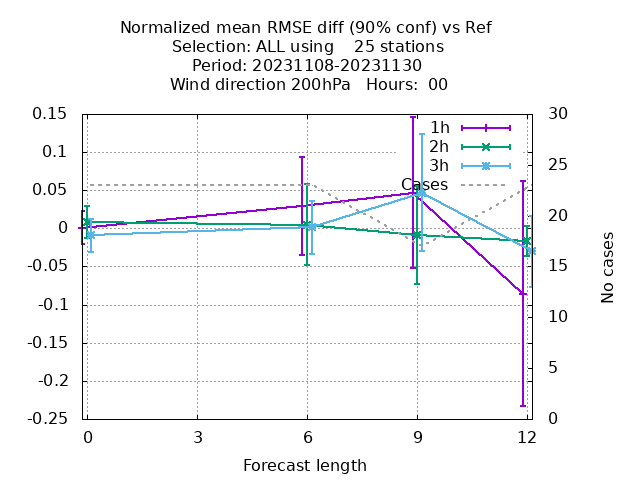 Normalized mean RMSE diff (90% conf) vs Ref
Selection: ALL using    25 stations
Period: 20231108-20231130
Wind direction 200hPa   Hours:  00
0.15
0.1
0.05
0
-0.05
-0.1
-0.15
-0.2
-0.25
30
25
20
15
10
5
0
1h
2h
3h
Cases
No cases
0
3
6
9
12
Forecast length